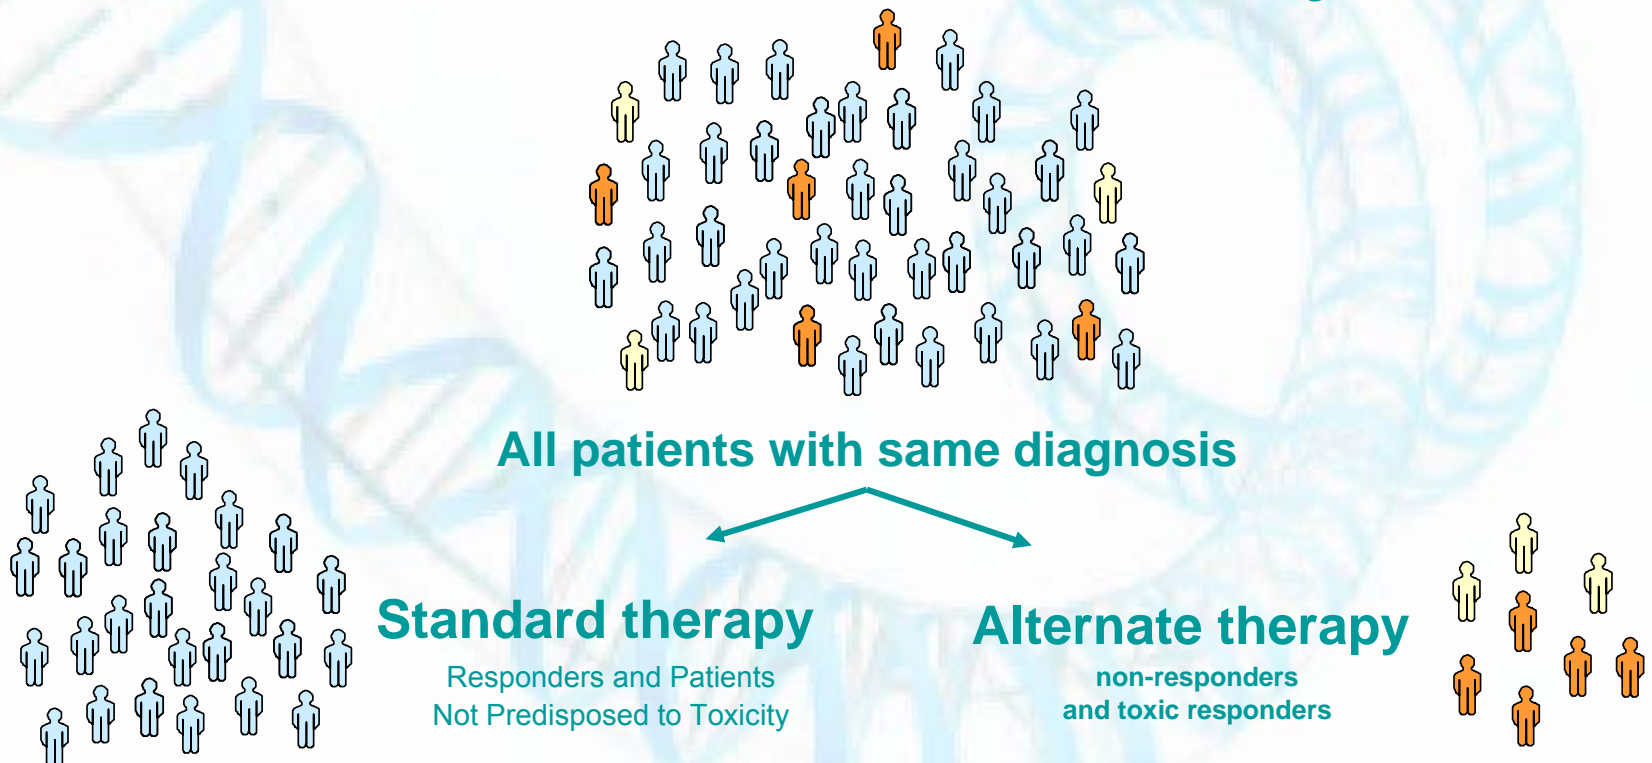 All patients with same diagnosis
Standard therapy
Responders and Patients
Not Predisposed to Toxicity
Alternate therapy
non-responders
and toxic responders